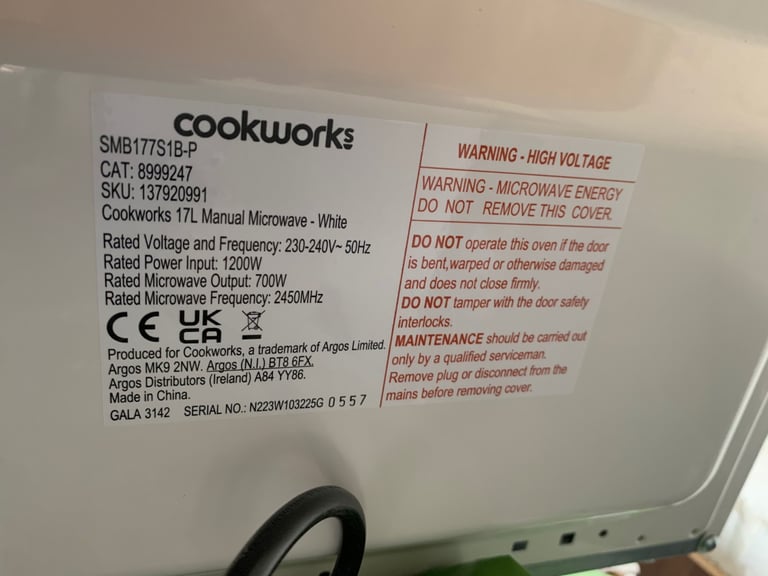 cookworks
SMB177S1B-P
CAT: 8999247
SKU: 137920991
Cookworks 17L Manual Microwave - White
Rated Voltage and Frequency: 230-240V~ 50Hz
Rated Power Input: 1200W
Rated Microwave Output: 700W
Rated Microwave Frequency: 2450MHz
CE UK
CA
Produced for Cookworks, a trademark of Argos Limited.
Argos MK9 2NW. Argos (N.I.) BT8 6FX.
Argos Distributors (Ireland) A84 YY86.
Made in China.
GALA 3142 SERIAL NO.: N223W103225G 0557
WARNING - HIGH VOLTAGE
WARNING - MICROWAVE ENERGY
DO NOT REMOVE THIS COVER.
DO NOT operate this oven if the door
is bent,warped or otherwise damaged
and does not close firmly.
DO NOT tamper with the door safety
interlocks.
MAINTENANCE should be carried out
only by a qualified serviceman.
Remove plug or disconnect from the
mains before removing cover.